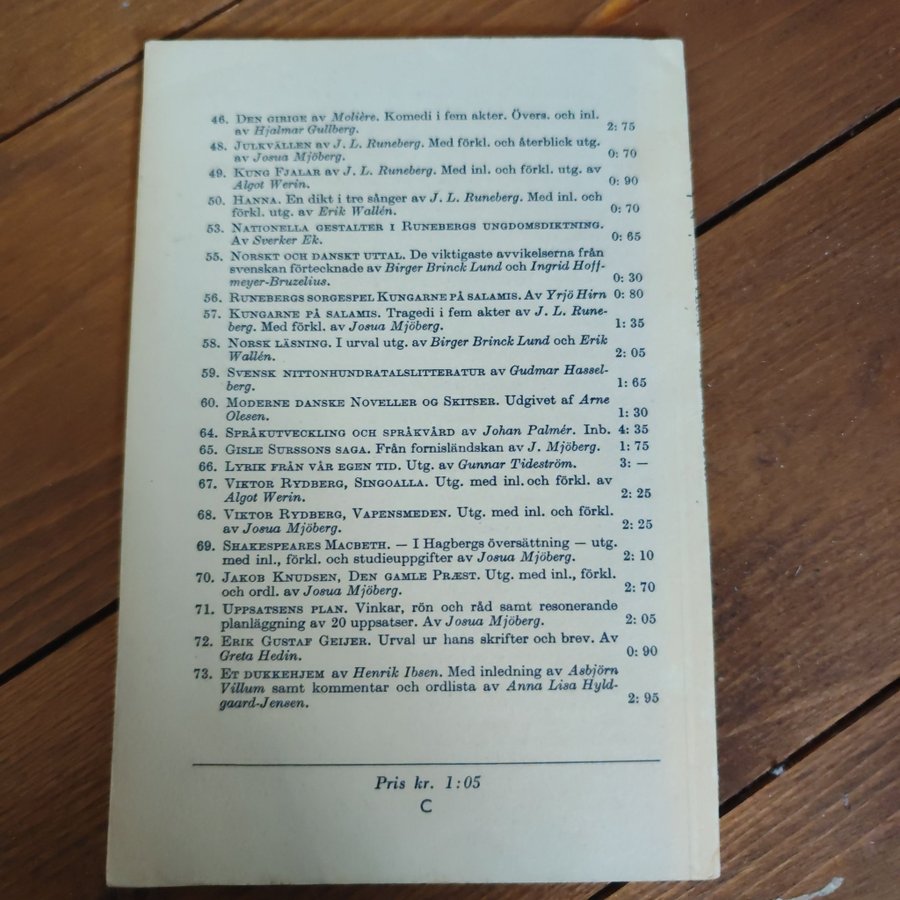 46. Den girige av Molière. Komedi i fem akter. Övers. och inl.
av Hjalmar Gullberg. 2: 75
48. Julkvällen av J. L. Runeberg. Med förkl. och återblick utg.
av Josua Mjöberg. 0: 70
49. Kung Fjalar av J. L. Runeberg. Med inl. och förkl. utg. av
Algot Werin. 0: 90
50. Hanna. En dikt i tre sånger av J. L. Runeberg. Med inl. och
förkl. utg. av Erik Wallén. 0: 70
53. Nationella gestalter i Runebergs ungdomsdiktning.
Av Sverker Ek. 0: 65
55. Norskt och danskt uttal. De viktigaste avvikelserna från
svenskan förtecknade av Birger Brinck Lund och Ingrid Hoff-
meyer-Bruzelius. 0: 30
56. Runebergs sorgespel Kungarne på Salamis. Av Yrjö Hirn 0: 80
57. Kungarne på Salamis. Tragedi i fem akter av J. L. Rune-
berg. Med förkl. av Josua Mjöberg. 1: 35
58. Norsk läsning. I urval utg. av Birger Brinck Lund och Erik
Wallén. 2: 05
59. Svensk nittonhundratalslitteratur av Gudmar Hassel-
berg. 1: 65
60. Moderne danske Noveller og Skitser. Udgivet af Arne
Olesen. 1: 30
64. Språkutveckling och språkvård av Johan Palmér. Inb. 4: 35
65. Gisle Surssons saga. Från fornisländskan av J. Mjöberg. 1: 75
66. Lyrik från vår egen tid. Utg. av Gunnar Tideström. 3: —
67. Viktor Rydberg, Singoalla. Utg. med inl. och förkl. av
Algot Werin. 2: 25
68. Viktor Rydberg, Vapensmeden. Utg. med inl. och förkl.
av Josua Mjöberg. 2: 25
69. Shakespeares Macbeth. — I Hagbergs översättning — utg.
med inl., förkl. och studieuppgifter av Josua Mjöberg. 2: 10
70. Jakob Knudsen, Den gamle Præst. Utg. med inl., förkl.
och ordl. av Josua Mjöberg. 2: 70
71. Uppsatsens plan. Vinkar, rön och råd samt resonerande
planläggning av 20 uppsatser. Av Josua Mjöberg. 2: 05
72. Erik Gustaf Geijer. Urval ur hans skrifter och brev. Av
Greta Hedin. 0: 90
73. Et dukkehjem av Henrik Ibsen. Med inledning av Asbjörn
Villum samt kommentar och ordlista av Anna Lisa Hyld-
gaard-Jensen. 2: 95
Pris kr. 1:05
C